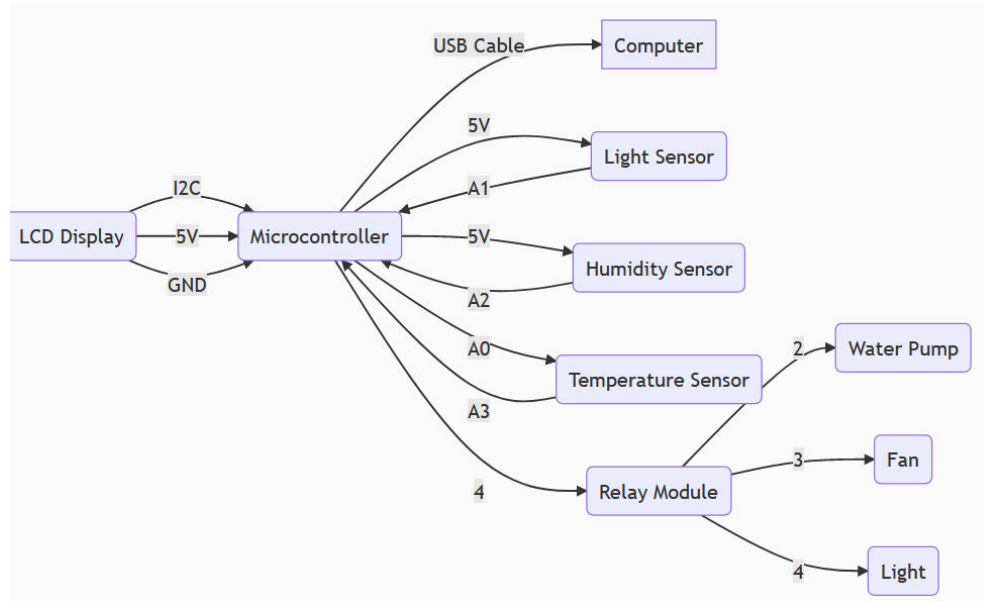 USB Cable
Computer
5V
Light Sensor
A1
I2C
LCD Display
5V
Microcontroller
5V
Humidity Sensor
GND
A2
A0
Temperature Sensor
A3
2
Water Pump
3
Fan
4
Relay Module
4
Light